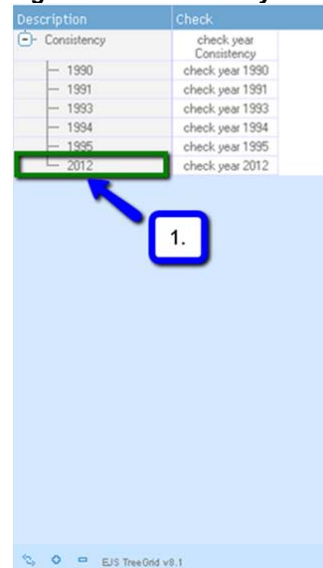 Description Check
Consistency check year Consistency
1990 check year 1990
1991 check year 1991
1993 check year 1993
1994 check year 1994
1995 check year 1995
2012 check year 2012
1.
EJS TreeGrid v8.1